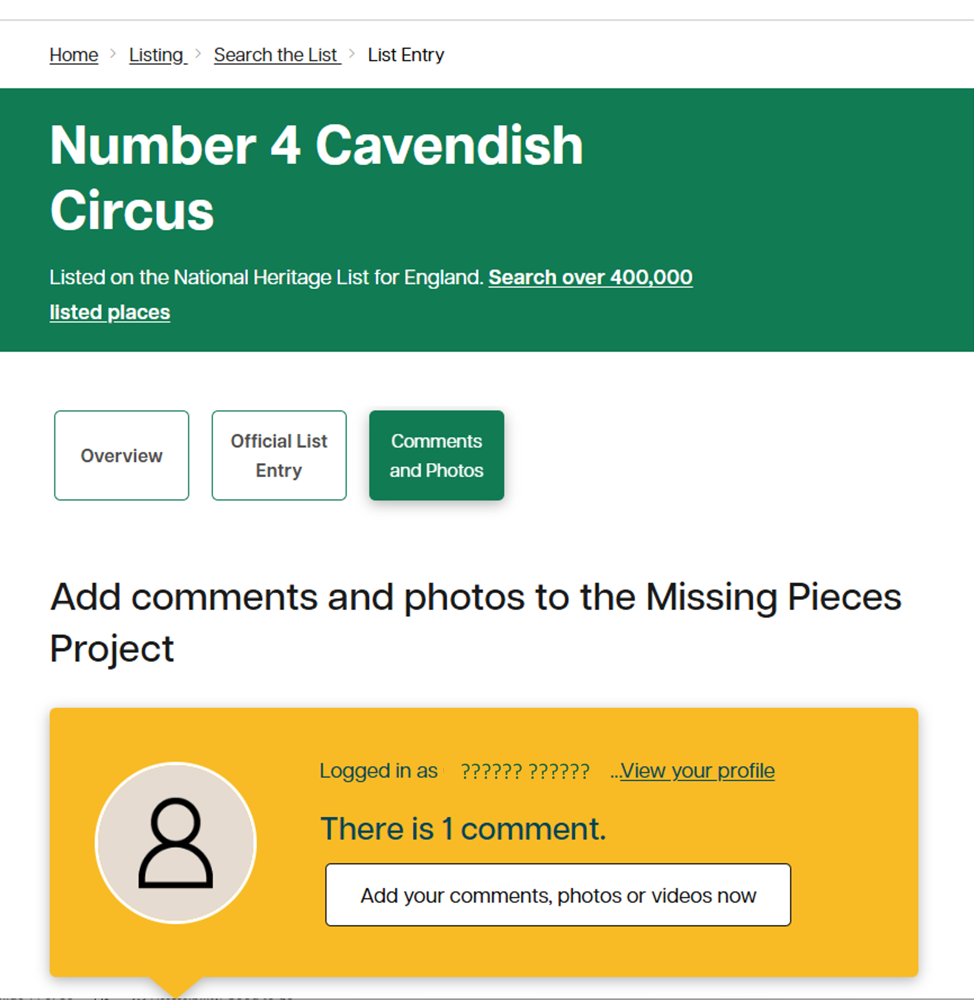 Home > Listing > Search the List > List Entry
Number 4 Cavendish
Circus
Listed on the National Heritage List for England. Search over 400,000
listed places
Overview
Official List
Entry
Comments
and Photos
Add comments and photos to the Missing Pieces
Project
Logged in as ?????? ?????? ...View your profile
There is 1 comment.
Add your comments, photos or videos now